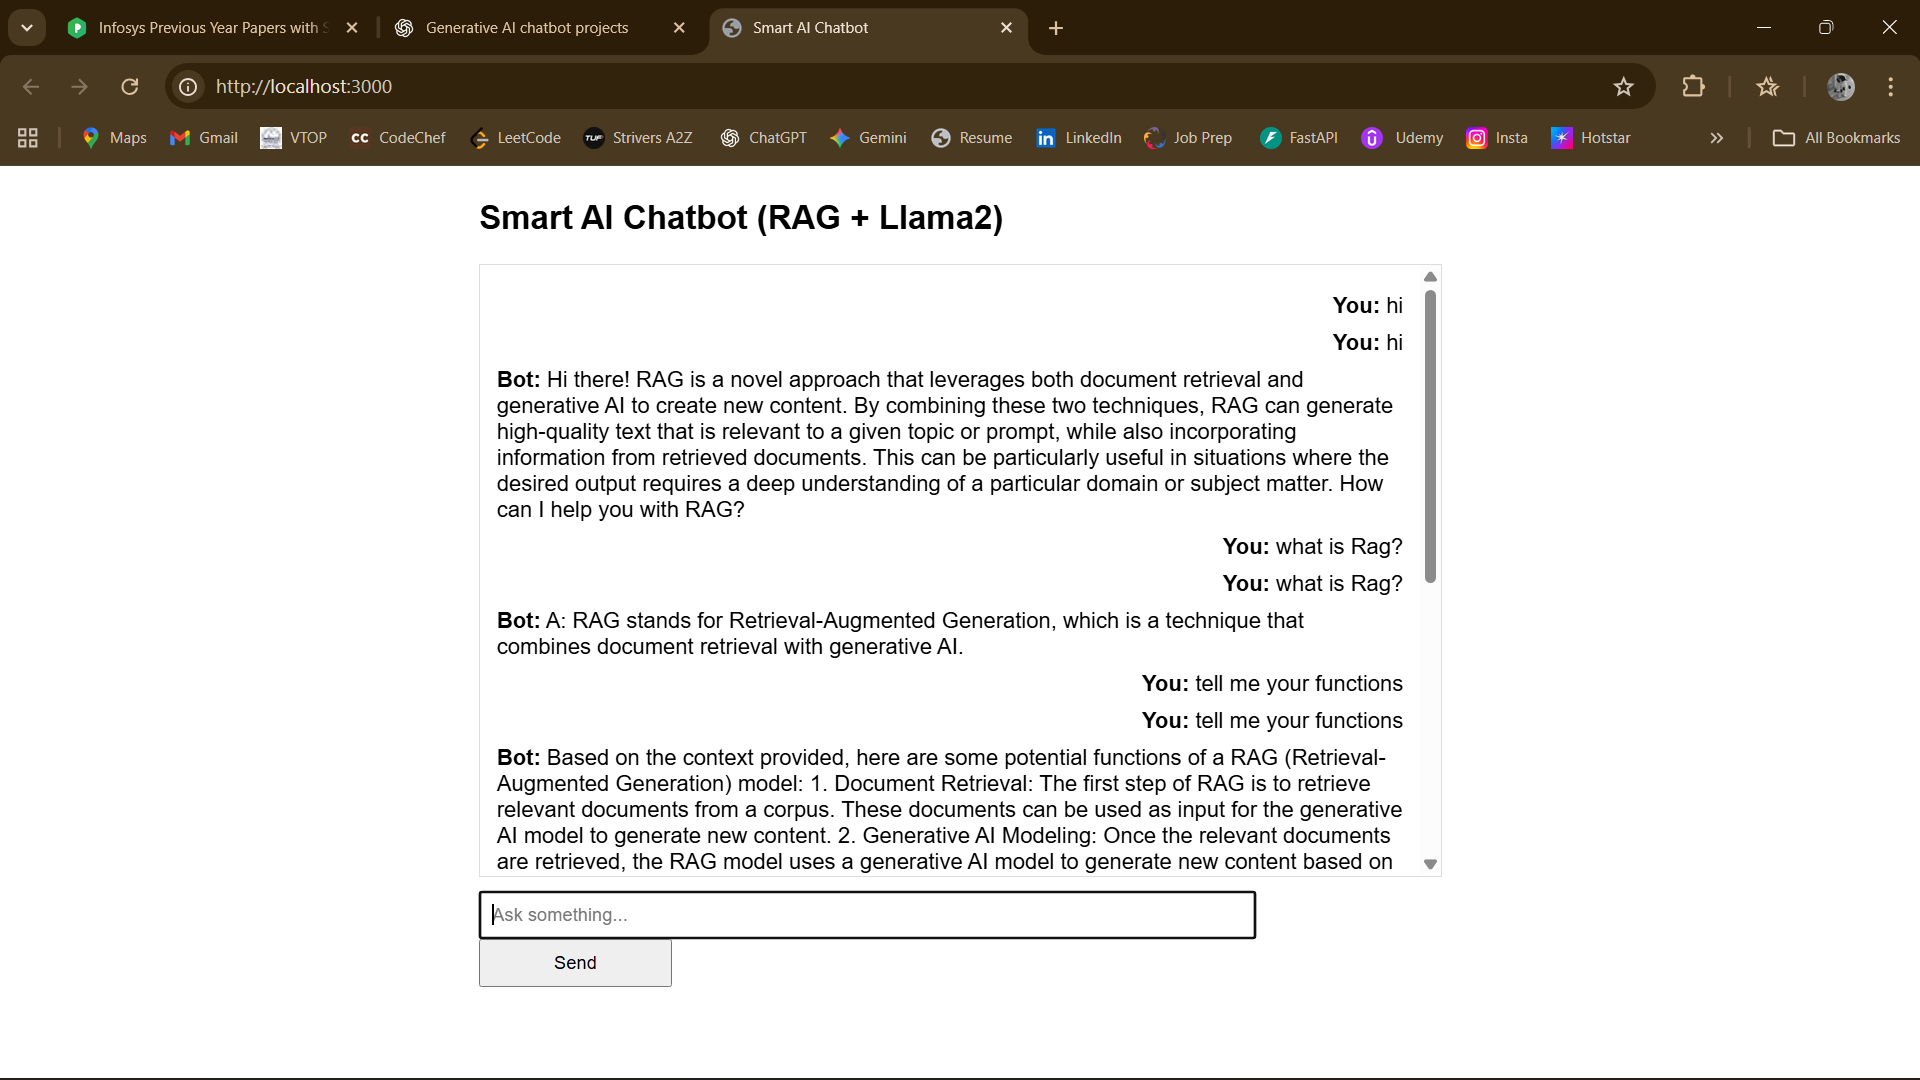 Infosys Previous Year Papers with
Generative AI chatbot projects
Smart AI Chatbot
http://localhost:3000
Maps
Gmail
VTOP
CC CodeChef
LeetCode
TUF Strivers A2Z
ChatGPT
Gemini
Resume
in LinkedIn
Job Prep
FastAPI
Udemy
Insta
Hotstar
All Bookmarks
Smart AI Chatbot (RAG + Llama2)
You: hi
You: hi
Bot: Hi there! RAG is a novel approach that leverages both document retrieval and
generative AI to create new content. By combining these two techniques, RAG can generate
high-quality text that is relevant to a given topic or prompt, while also incorporating
information from retrieved documents. This can be particularly useful in situations where the
desired output requires a deep understanding of a particular domain or subject matter. How
can I help you with RAG?
You: what is Rag?
You: what is Rag?
Bot: A: RAG stands for Retrieval-Augmented Generation, which is a technique that
combines document retrieval with generative AI.
You: tell me your functions
You: tell me your functions
Bot: Based on the context provided, here are some potential functions of a RAG (Retrieval-
Augmented Generation) model: 1. Document Retrieval: The first step of RAG is to retrieve
relevant documents from a corpus. These documents can be used as input for the generative
AI model to generate new content. 2. Generative AI Modeling: Once the relevant documents
are retrieved, the RAG model uses a generative AI model to generate new content based on
Ask something...
Send